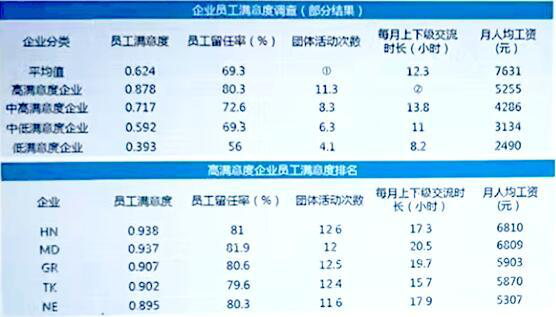 企业员工满意度调查（部分结果）
企业分类 员工满意度 员工留任率（%） 团体活动次数 每月上下级交流时长（小时） 月人均工资（元）
平均值 0.624 69.3 ① 12.3 7631
高满意度企业 0.878 80.3 11.3 ② 5255
中高满意度企业 0.717 72.6 8.3 13.8 4286
中低满意度企业 0.592 69.3 6.3 11 3134
低满意度企业 0.393 56 4.1 8.2 2490
高满意度企业员工满意度排名
企业 员工满意度 员工留任率（%） 团体活动次数 每月上下级交流时长（小时） 月人均工资（元）
HN 0.938 81 12.6 17.3 6810
MD 0.937 81.9 12 20.5 6809
GR 0.907 80.6 12.5 19.7 5903
TK 0.902 79.6 12.4 15.7 5870
NE 0.895 80.3 11.6 17.9 5307